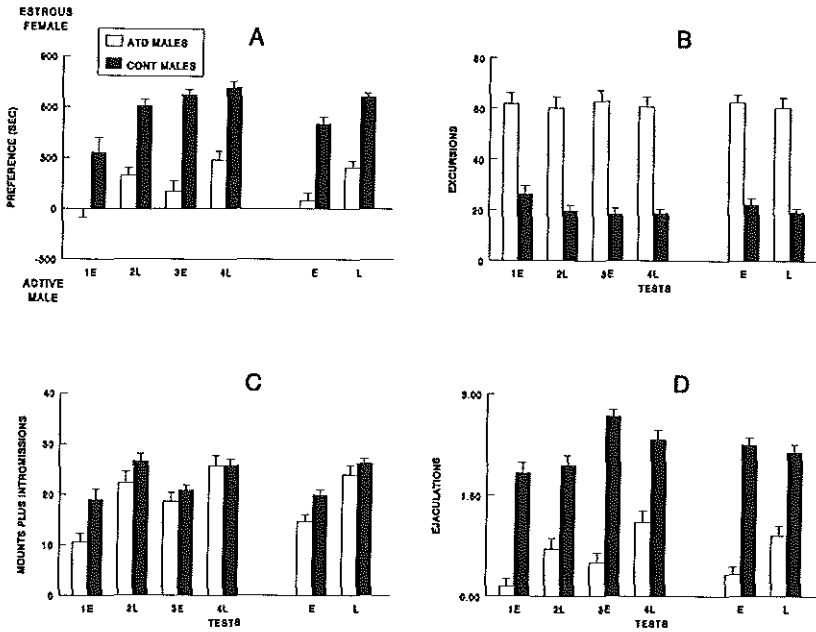 ESTROUS
FEMALE
A
ATD MALES
CONT MALES
900
600
300
0
-300
PREFERENCE (SEC)
ACTIVE
MALE
1E 2L 3E 4L E L
B
80
60
40
20
0
EXCURSIONS
1E 2L 3E 4L E L
TESTS
C
40
30
20
10
0
MOUNTS PLUS INTROMISSIONS
1E 2L 3E 4L E L
TESTS
D
3.00
1.50
0.00
EJACULATIONS
1E 2L 3E 4L E L
TESTS